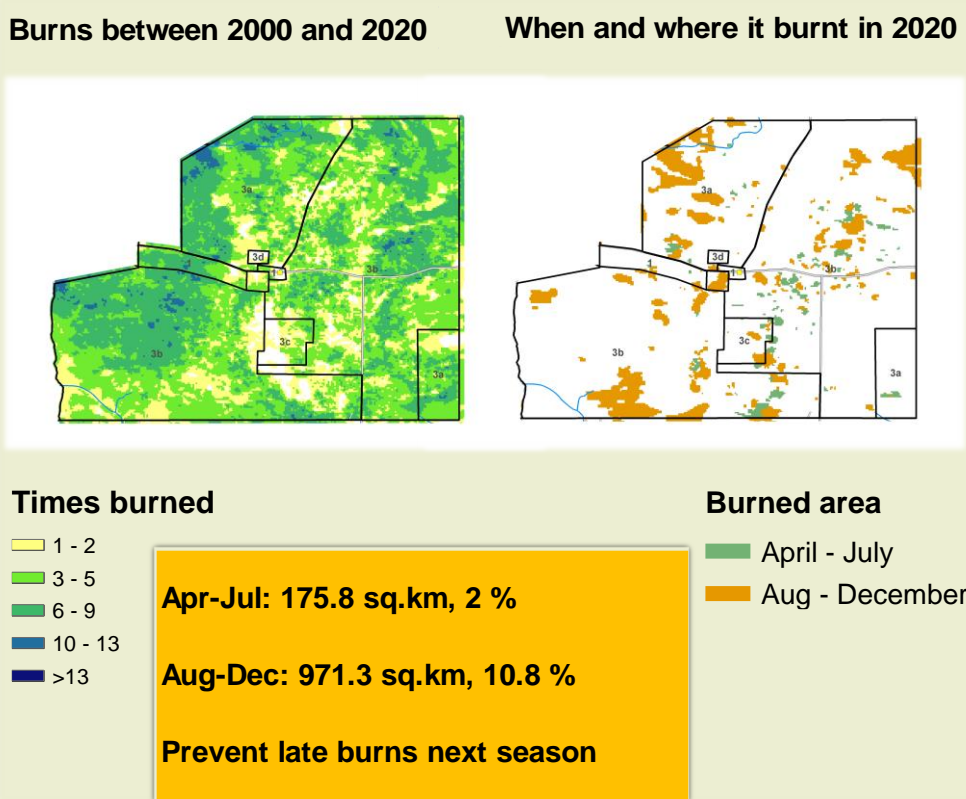 Burns between 2000 and 2020
When and where it burnt in 2020
3a
3d
1
1
3b
3c
3b
3a
3a
3d
1
1
3b
3c
3b
3a
Times burned
1 - 2
3 - 5
6 - 9
10 - 13
>13
Apr-Jul: 175.8 sq.km, 2 %
Aug-Dec: 971.3 sq.km, 10.8 %
Prevent late burns next season
Burned area
April - July
Aug - December